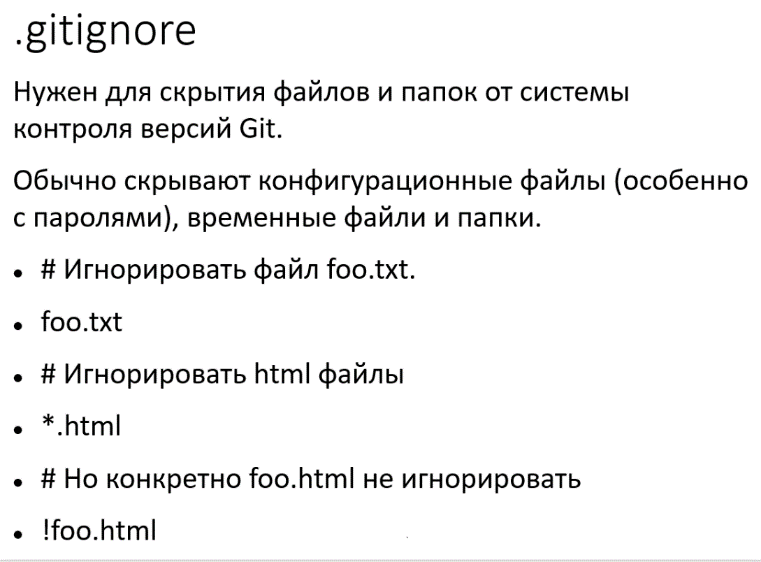 .gitignore
Нужен для скрытия файлов и папок от системы
контроля версий Git.
Обычно скрывают конфигурационные файлы (особенно
с паролями), временные файли и папки.
• # Игнорировать файл foo.txt.
• foo.txt
• # Игнорировать html файлы
• *.html
• # Но конкретно foo.html не игнорировать
• !foo.html